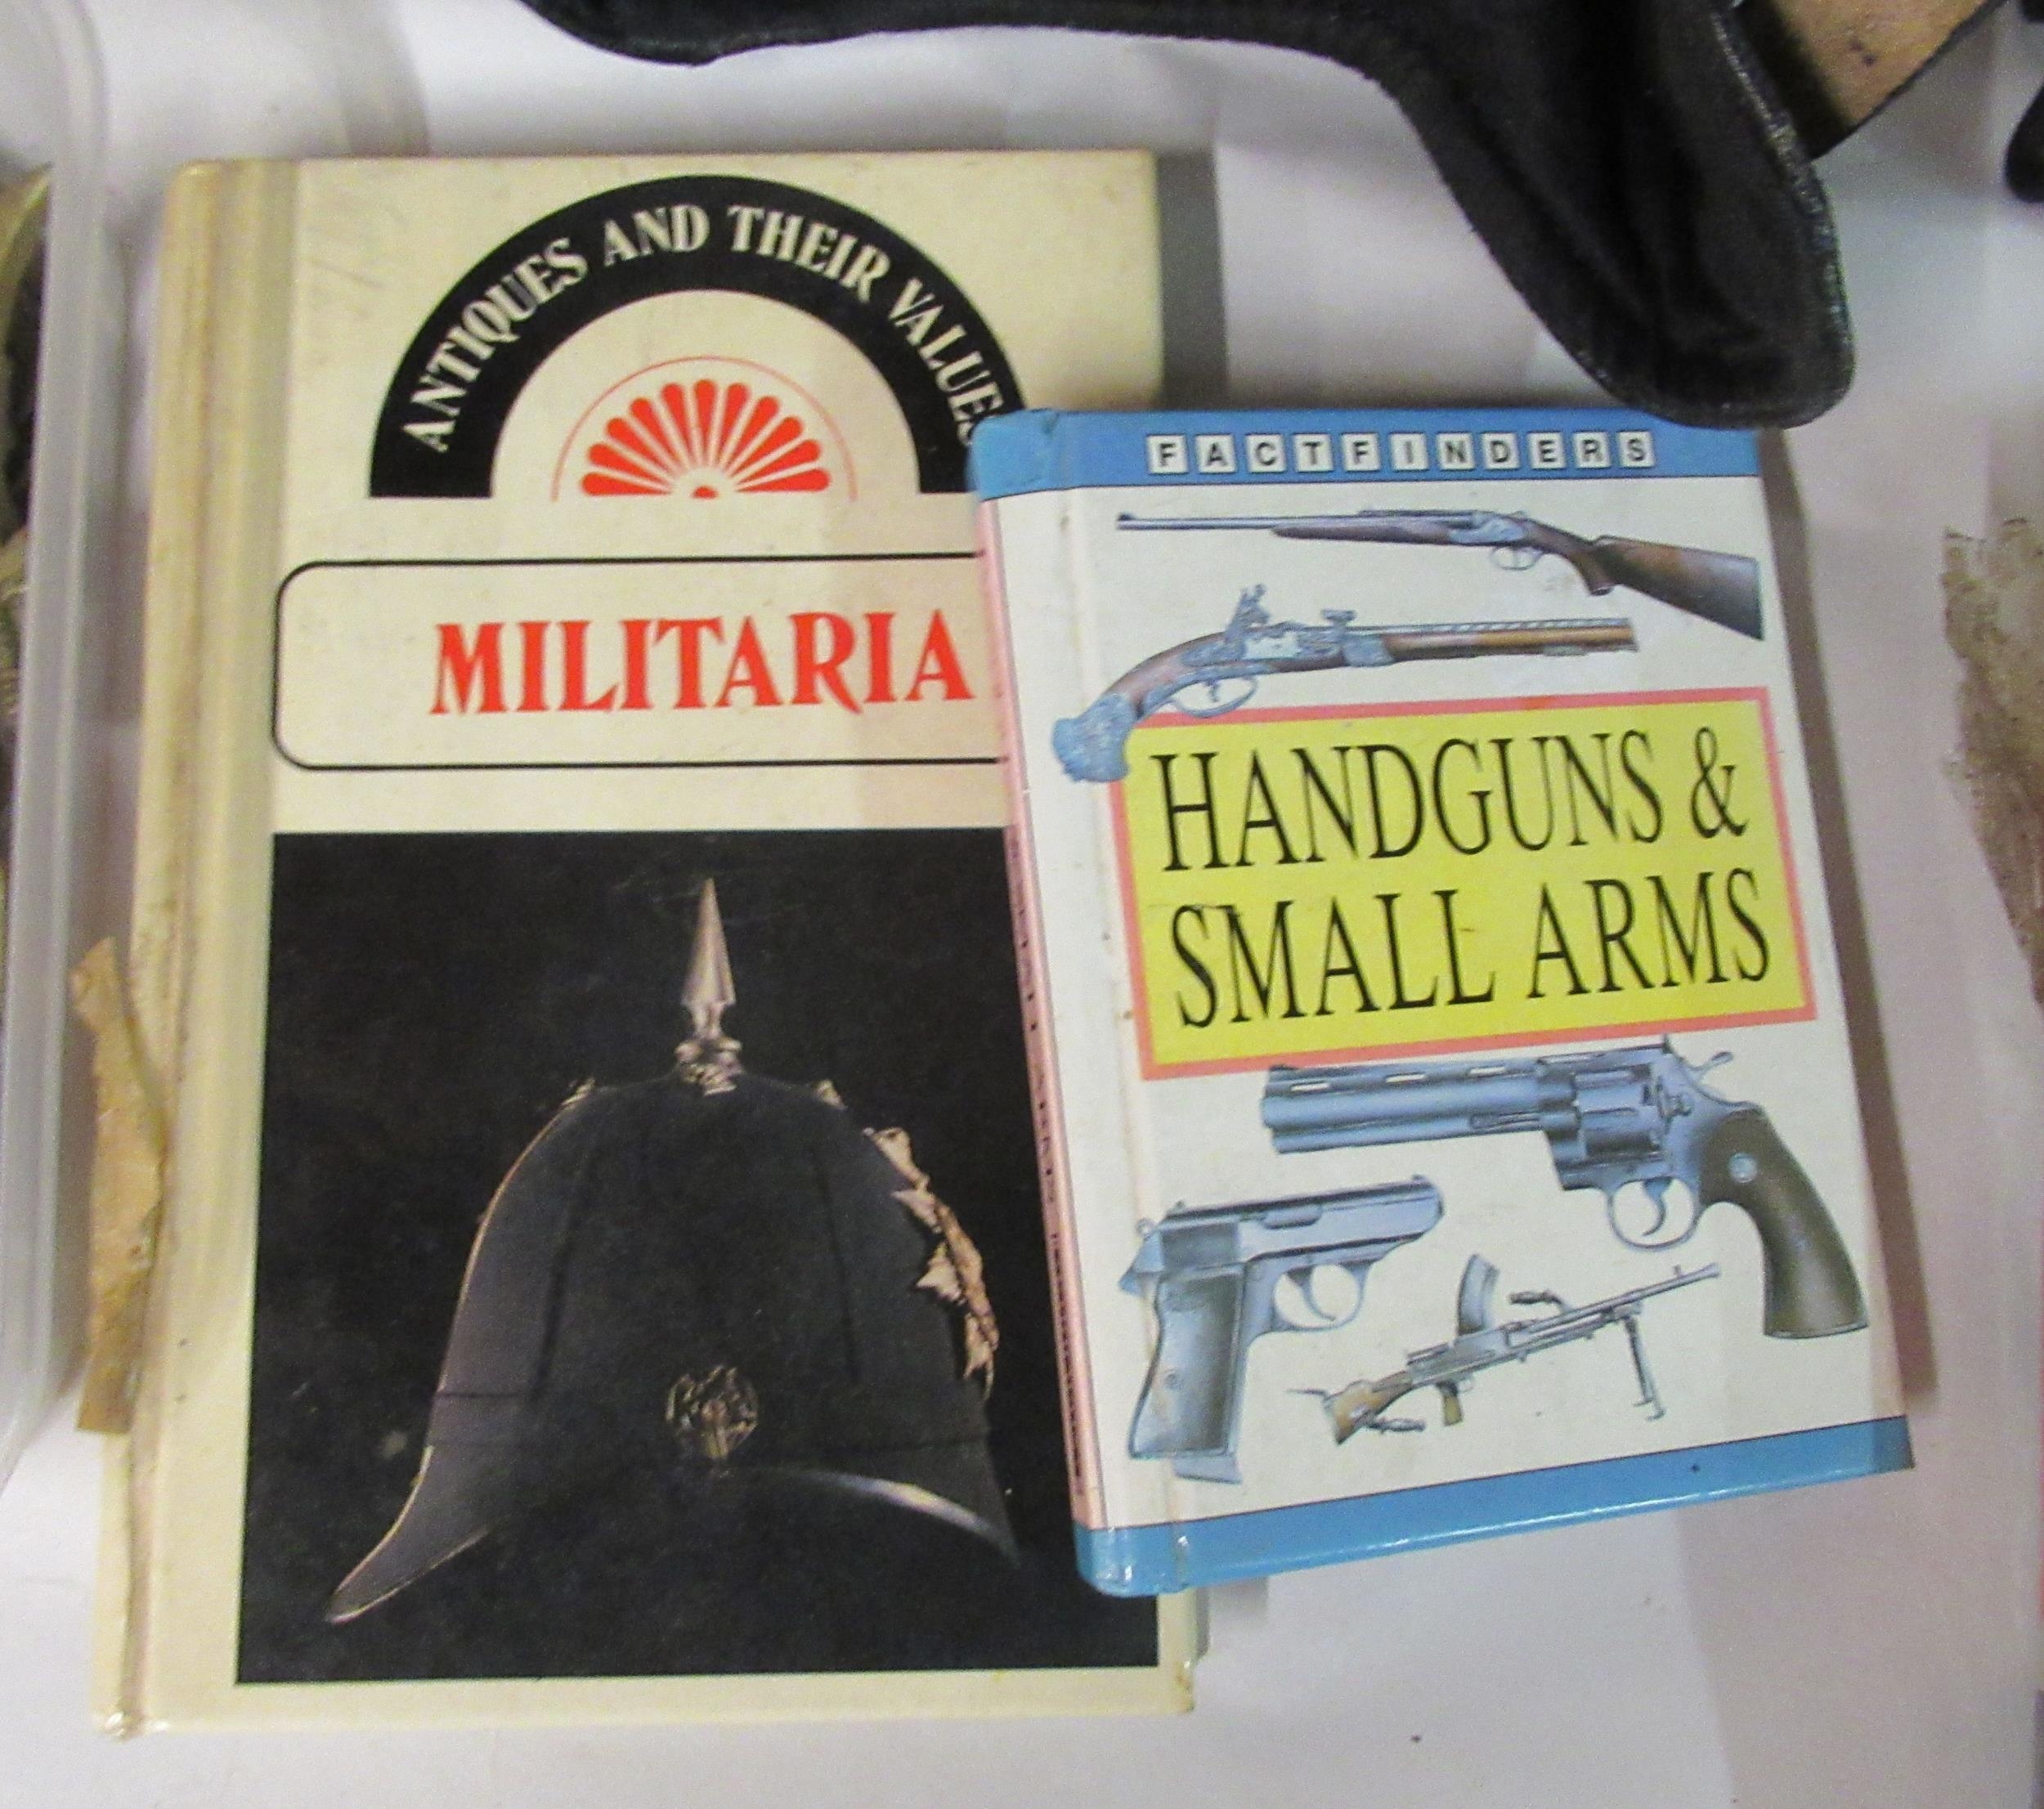 ANTIQUES AND THEIR VALUES
MILITARIA
FACTFINDERS
HANDGUNS &
SMALL ARMS